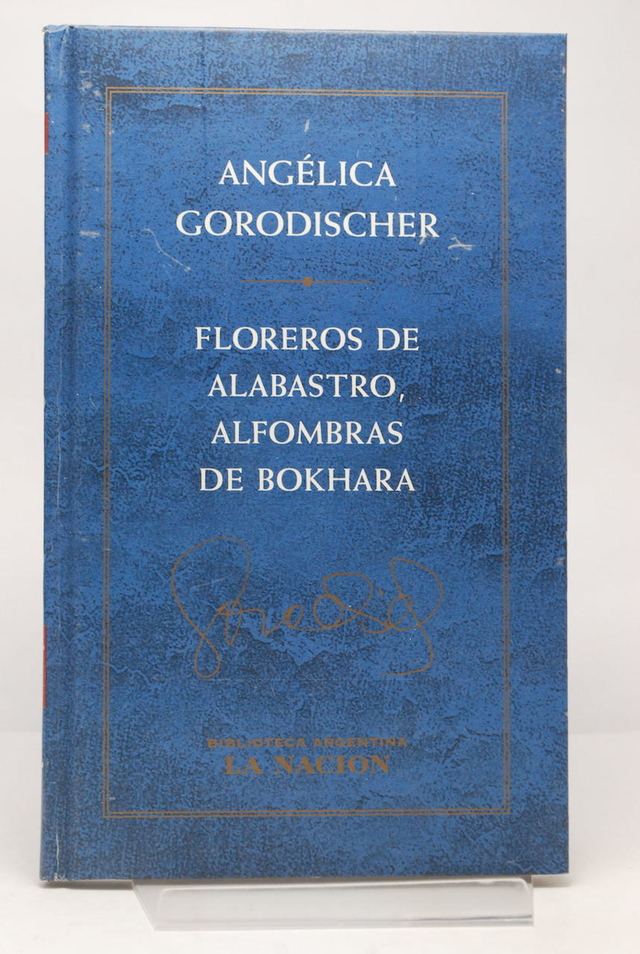 ANGÉLICA
GORODISCHER
FLOREROS DE
ALABASTRO,
ALFOMBRAS
DE BOKHARA
BIBLIOTECA ARGENTINA
LA NACION